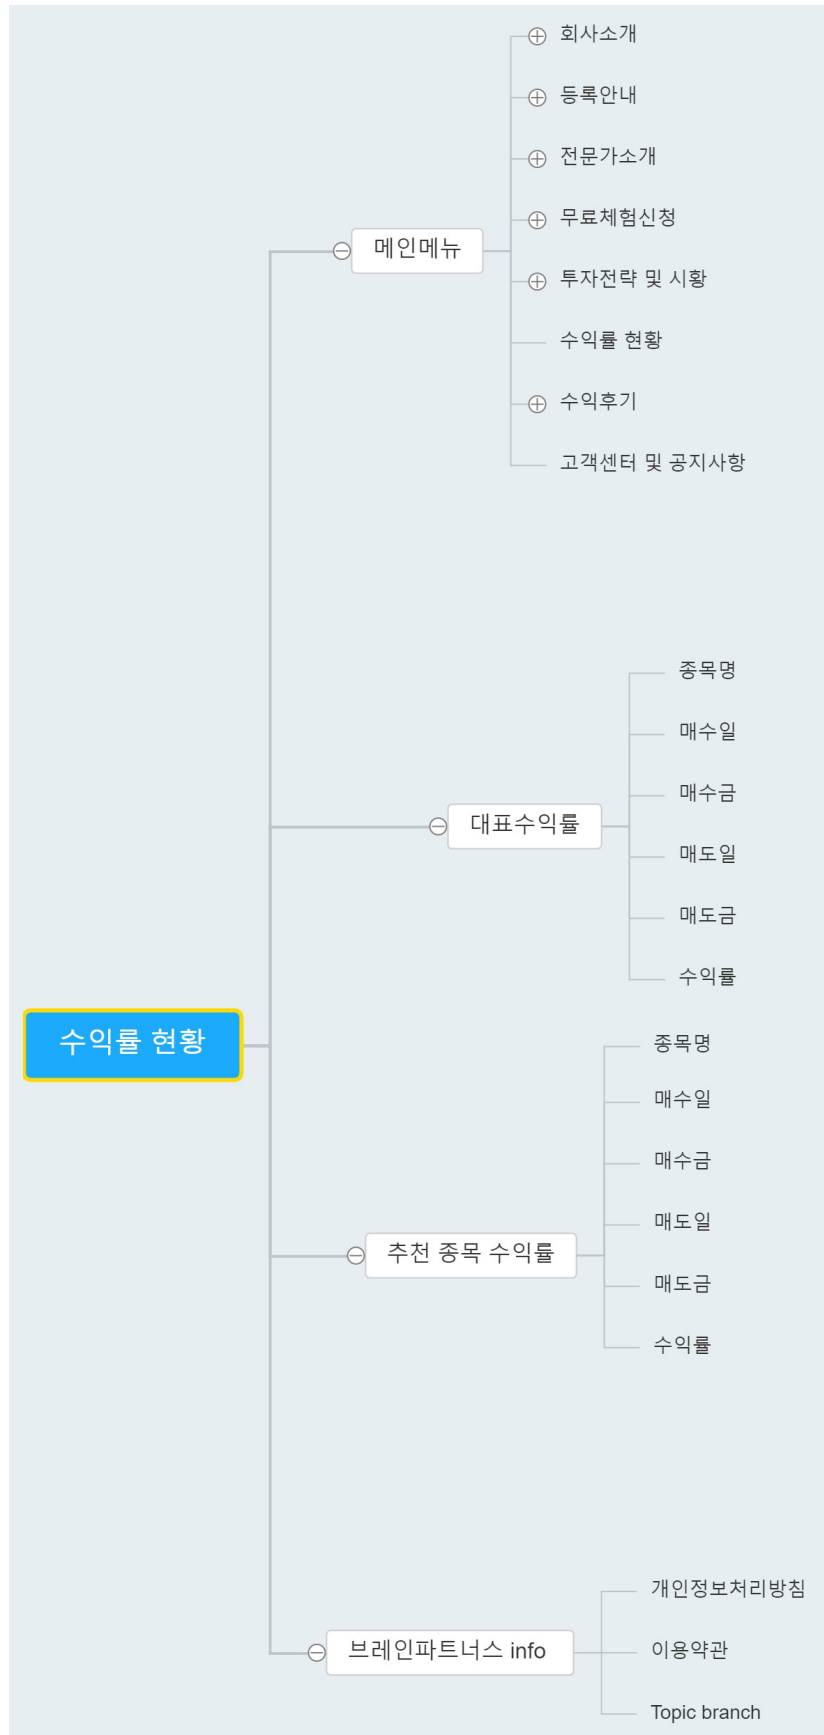 회사소개
등록안내
전문가소개
무료체험신청
메인메뉴
투자전략 및 시황
수익률 현황
수익후기
고객센터 및 공지사항
종목명
매수일
매수금
대표수익률
매도일
매도금
수익률
수익률 현황
종목명
매수일
매수금
매도일
추천 종목 수익률
매도금
수익률
개인정보처리방침
브레인파트너스 info
이용약관
Topic branch